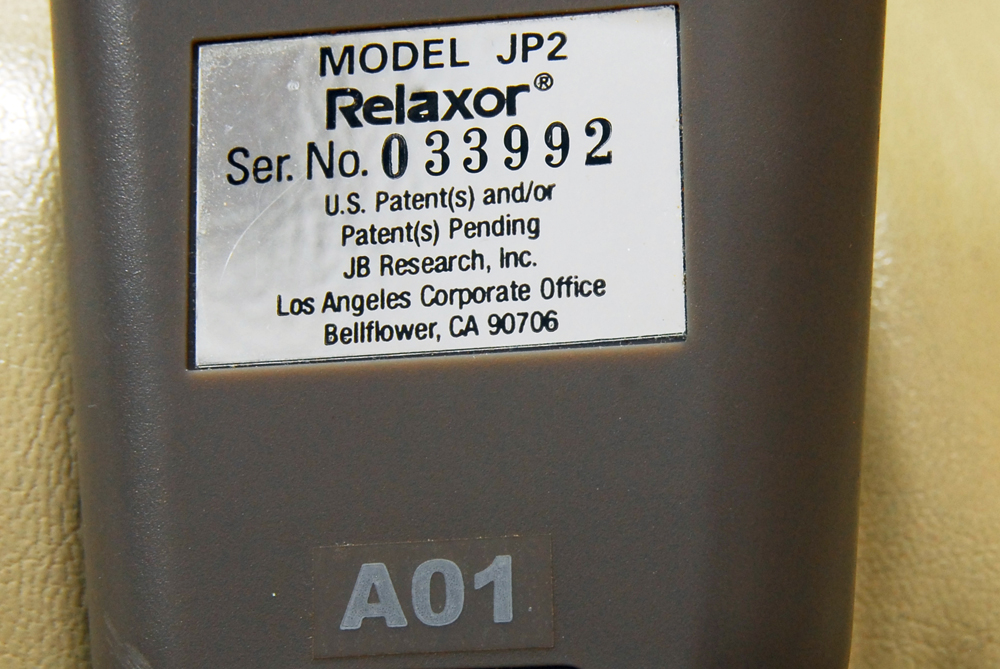 MODEL JP2
Relaxor®
Ser. No. 033992
U.S. Patent(s) and/or
Patent(s) Pending
JB Research, Inc.
Los Angeles Corporate Office
Bellflower, CA 90706
A01